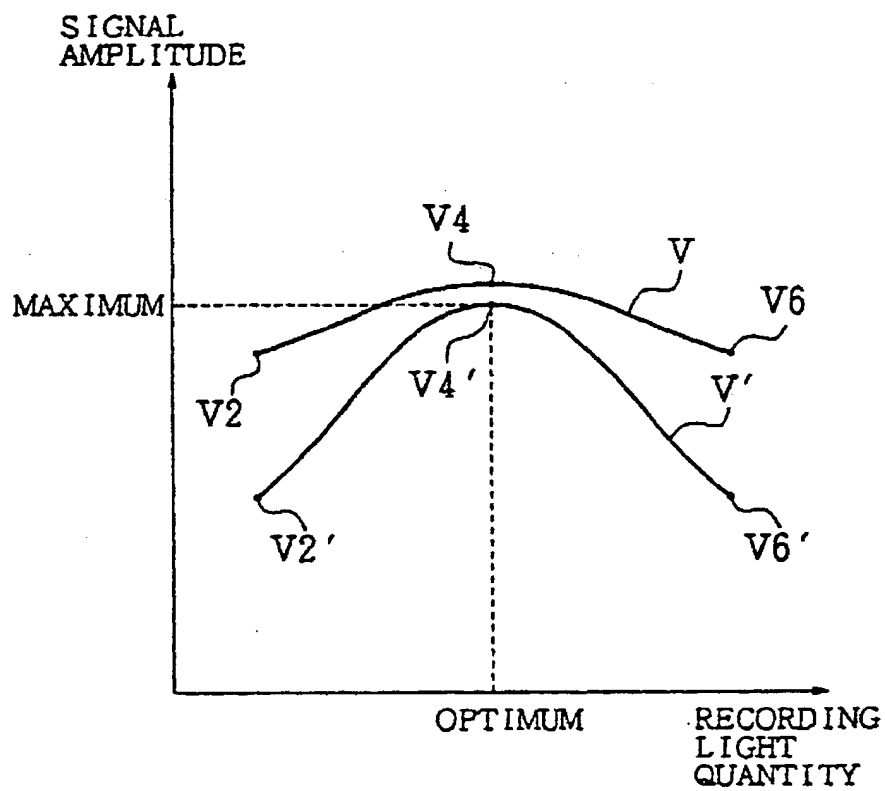 SIGNAL
AMPLITUDE
V4
V
V6
MAXIMUM
V2
V4'
V'
V2'
V6'
OPTIMUM
RECORDING
LIGHT
QUANTITY